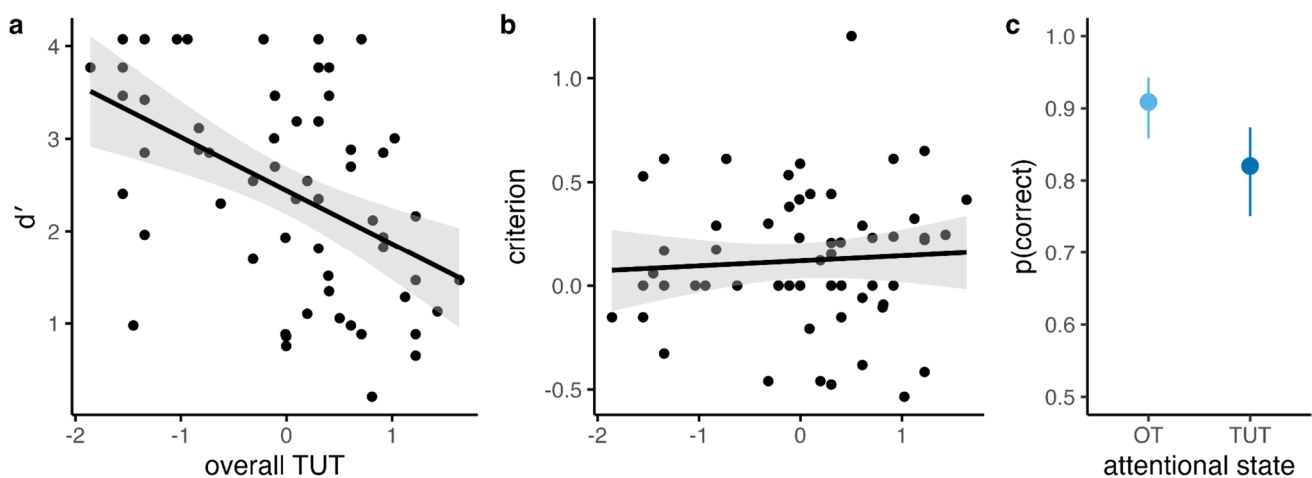 a
4
3
2
1
d′
-2 -1 0 1
overall TUT
b
1.0
0.5
0.0
-0.5
criterion
-2 -1 0 1
overall TUT
c
1.0
0.9
0.8
0.7
0.6
0.5
p(correct)
OT TUT
attentional state